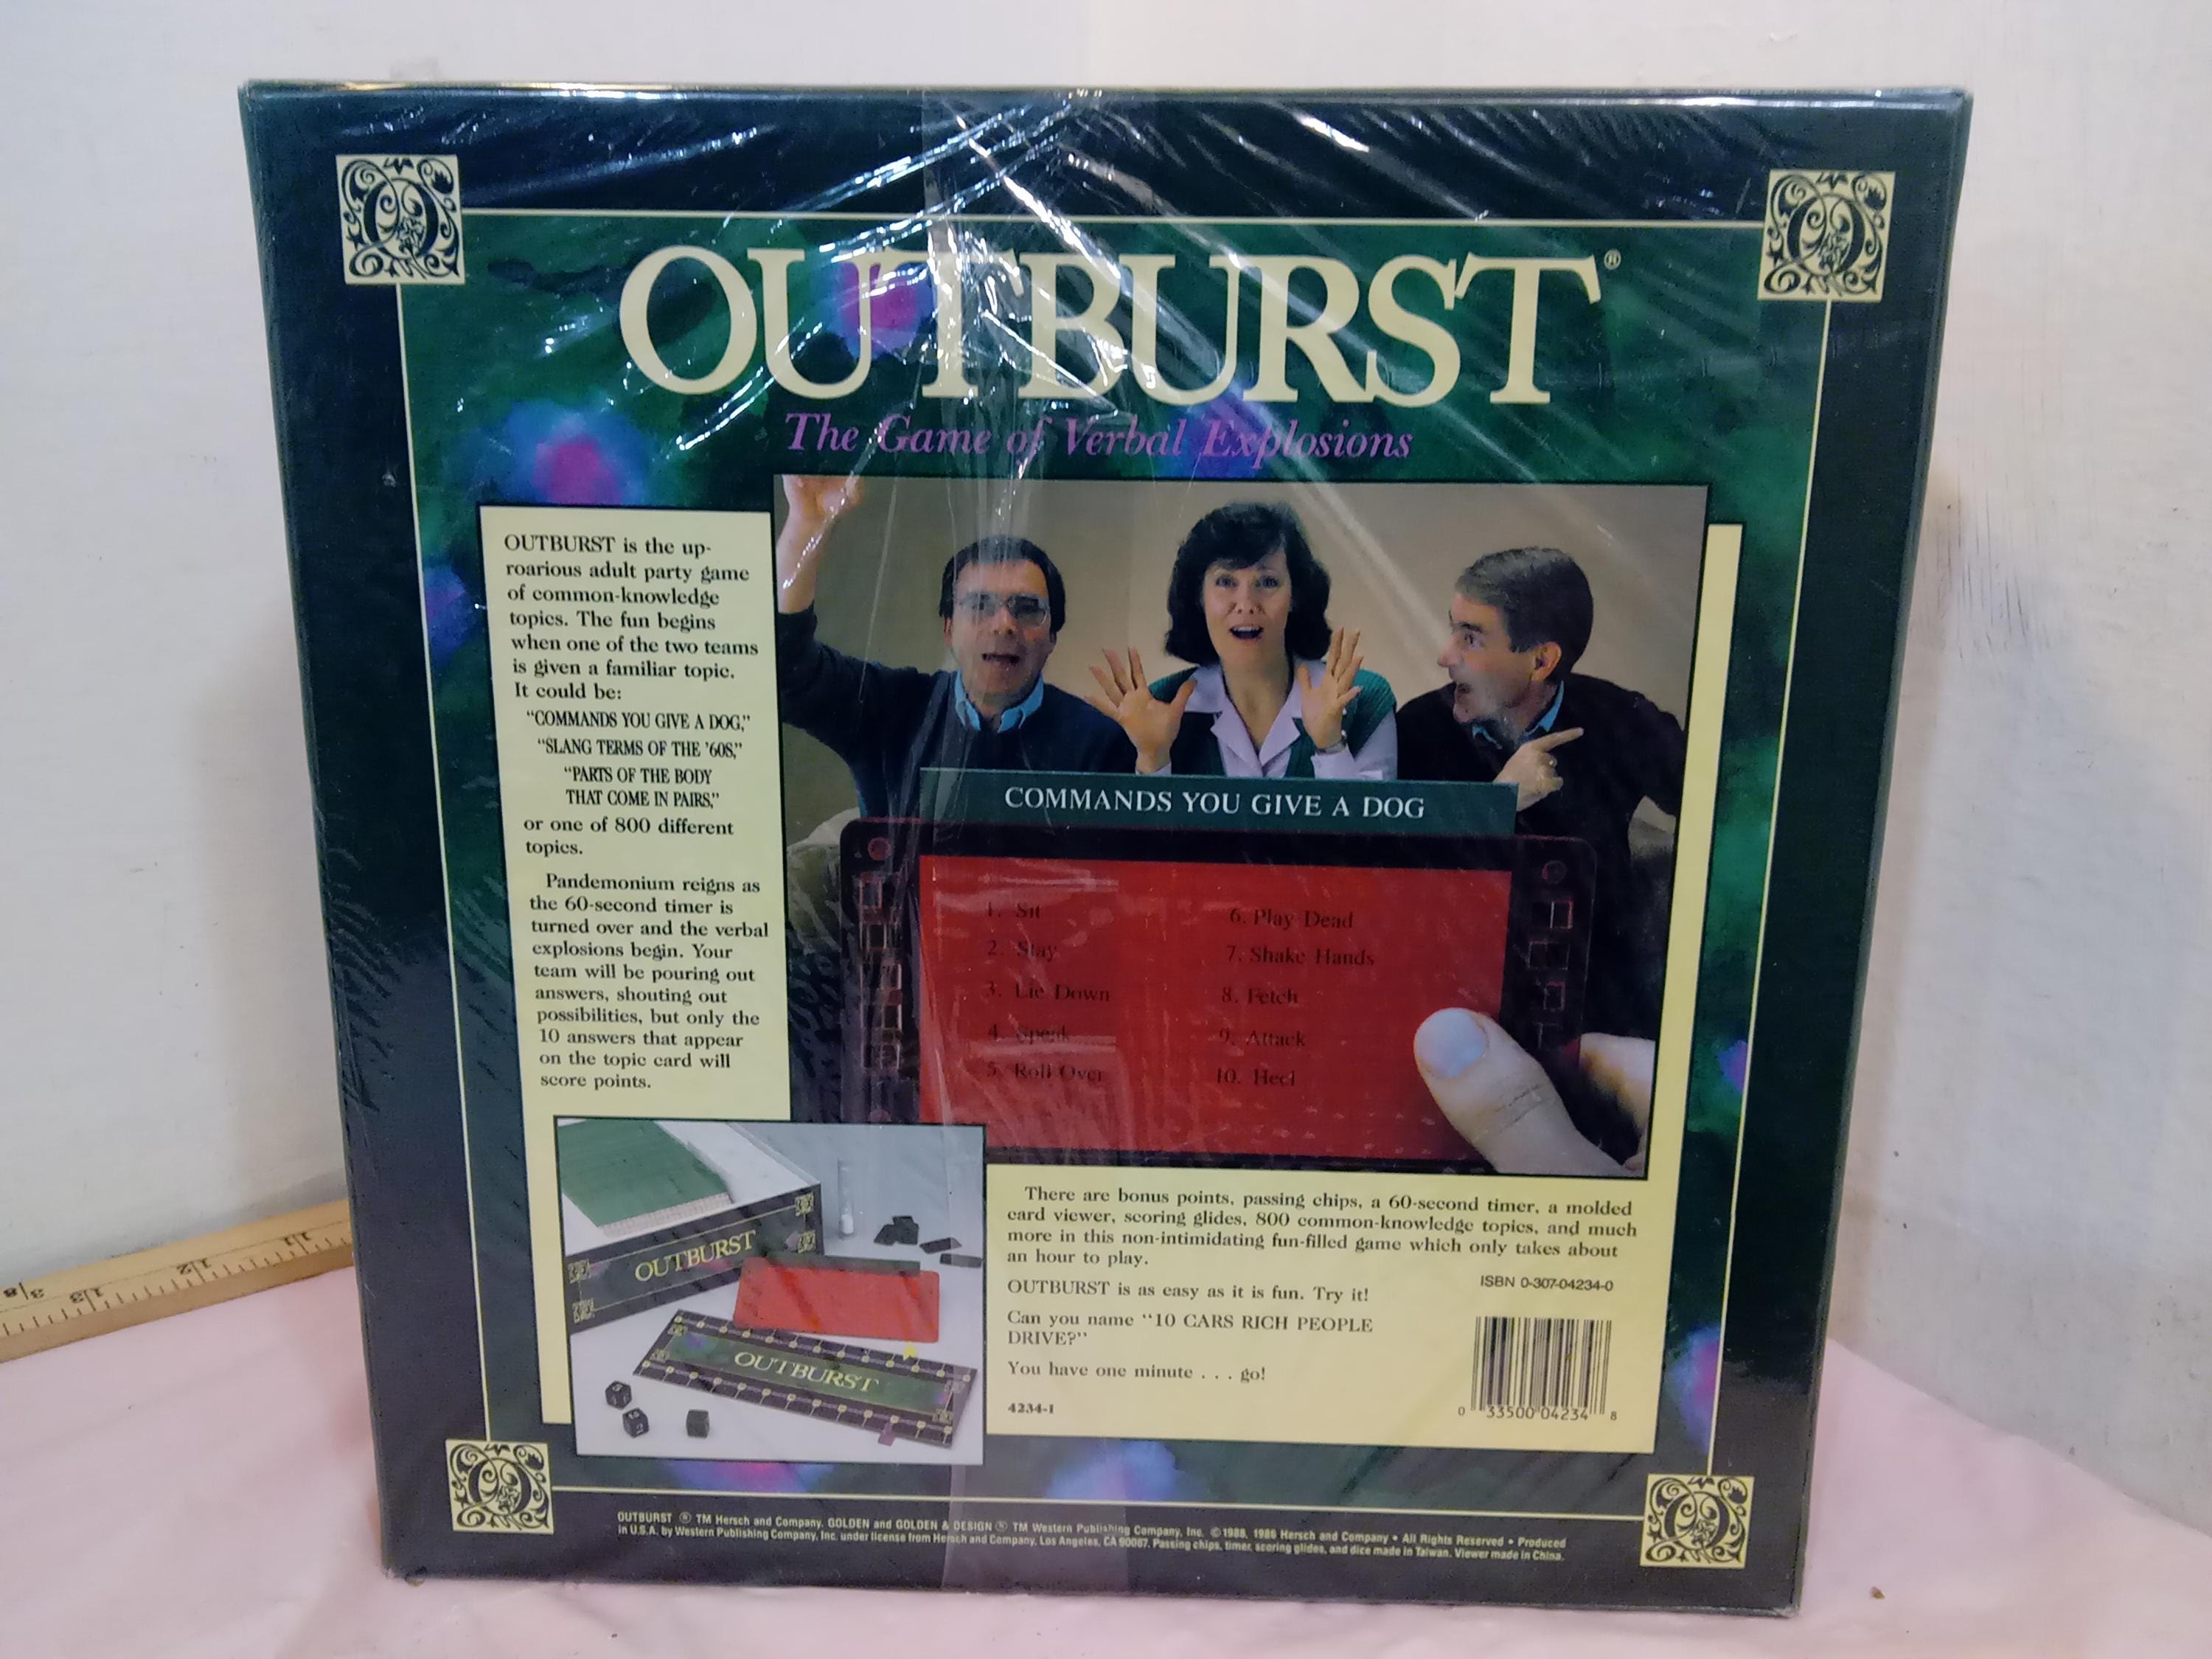 OUTBURST®
The Game of Verbal Explosions
OUTBURST is the up-
roarious adult party game
of common-knowledge
topics. The fun begins
when one of the two teams
is given a familiar topic.
It could be:
"COMMANDS YOU GIVE A DOG,"
"SLANG TERMS OF THE '60S,"
"PARTS OF THE BODY
THAT COME IN PAIRS,"
or one of 800 different
topics.
Pandemonium reigns as
the 60-second timer is
turned over and the verbal
explosions begin. Your
team will be pouring out
answers, shouting out
possibilities, but only the
10 answers that appear
on the topic card will
score points.
COMMANDS YOU GIVE A DOG
1. Sit
2. Stay
3. Lie Down
4. Speak
5. Roll Over
6. Play Dead
7. Shake Hands
8. Fetch
9. Attack
10. Heel
OUTBURST
OUTBURST
There are bonus points, passing chips, a 60-second timer, a molded
card viewer, scoring glides, 800 common-knowledge topics, and much
more in this non-intimidating fun-filled game which only takes about
an hour to play.
OUTBURST is as easy as it is fun. Try it!
Can you name "10 CARS RICH PEOPLE
DRIVE?"
You have one minute . . . go!
4234-1
ISBN 0-307-04234-0
0 33500 04234 8
OUTBURST ® TM Hersch and Company. GOLDEN and GOLDEN & DESIGN ® TM Western Publishing Company, Inc. ©1988, 1986 Hersch and Company • All Rights Reserved • Produced
in U.S.A. by Western Publishing Company, Inc. under license from Hersch and Company, Los Angeles, CA 90067. Passing chips, timer, scoring glides, and dice made in Taiwan. Viewer made in China.